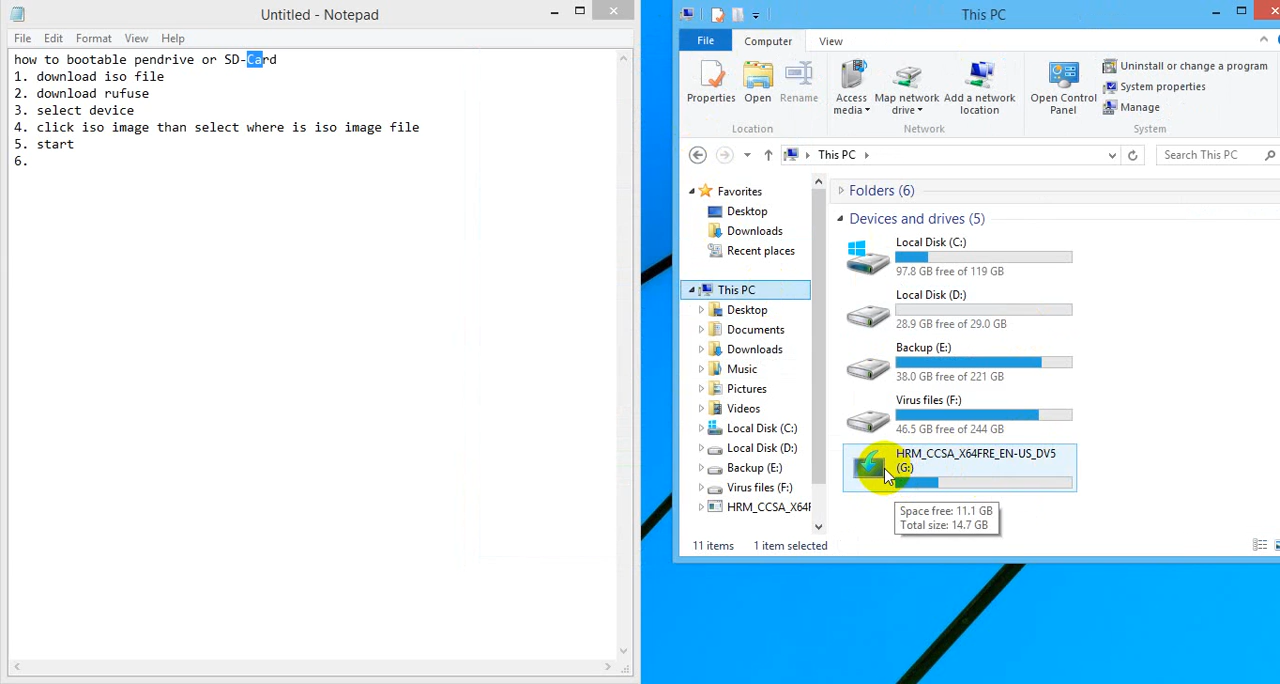 Untitled - Notepad
File Edit Format View Help
how to bootable pendrive or SD-Card
1. download iso file
2. download rufuse
3. select device
4. click iso image than select where is iso image file
5. start
6.
This PC
File Computer View
Properties Open Rename Access media Map network drive Add a network location Open Control Panel
Uninstall or change a program
System properties
Manage
Location Network System
This PC
Search This PC
Favorites
Desktop
Downloads
Recent places
This PC
Desktop
Documents
Downloads
Music
Pictures
Videos
Local Disk (C:)
Local Disk (D:)
Backup (E:)
Virus files (F:)
HRM_CCSA_X64F
Folders (6)
Devices and drives (5)
Local Disk (C:)
97.8 GB free of 119 GB
Local Disk (D:)
28.9 GB free of 29.0 GB
Backup (E:)
38.0 GB free of 221 GB
Virus files (F:)
46.5 GB free of 244 GB
HRM_CCSA_X64FRE_EN-US_DV5
(G:)
Space free: 11.1 GB
Total size: 14.7 GB
11 items 1 item selected